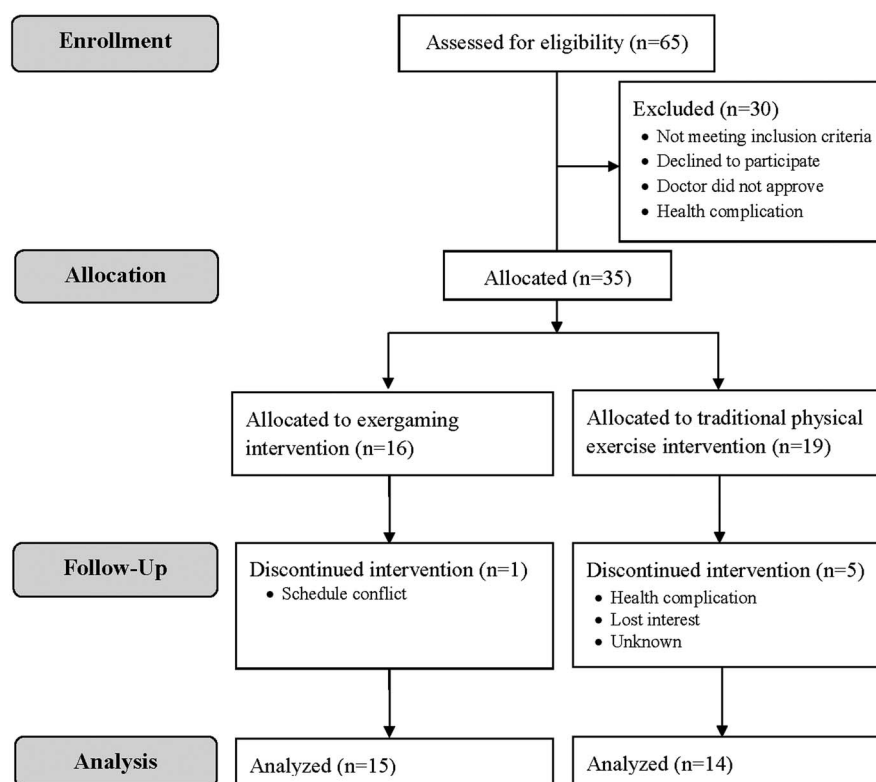 Enrollment
Assessed for eligibility (n=65)
Excluded (n=30)
• Not meeting inclusion criteria
• Declined to participate
• Doctor did not approve
• Health complication
Allocation
Allocated (n=35)
Allocated to exergaming
intervention (n=16)
Allocated to traditional physical
exercise intervention (n=19)
Follow-Up
Discontinued intervention (n=1)
• Schedule conflict
Discontinued intervention (n=5)
• Health complication
• Lost interest
• Unknown
Analysis
Analyzed (n=15)
Analyzed (n=14)